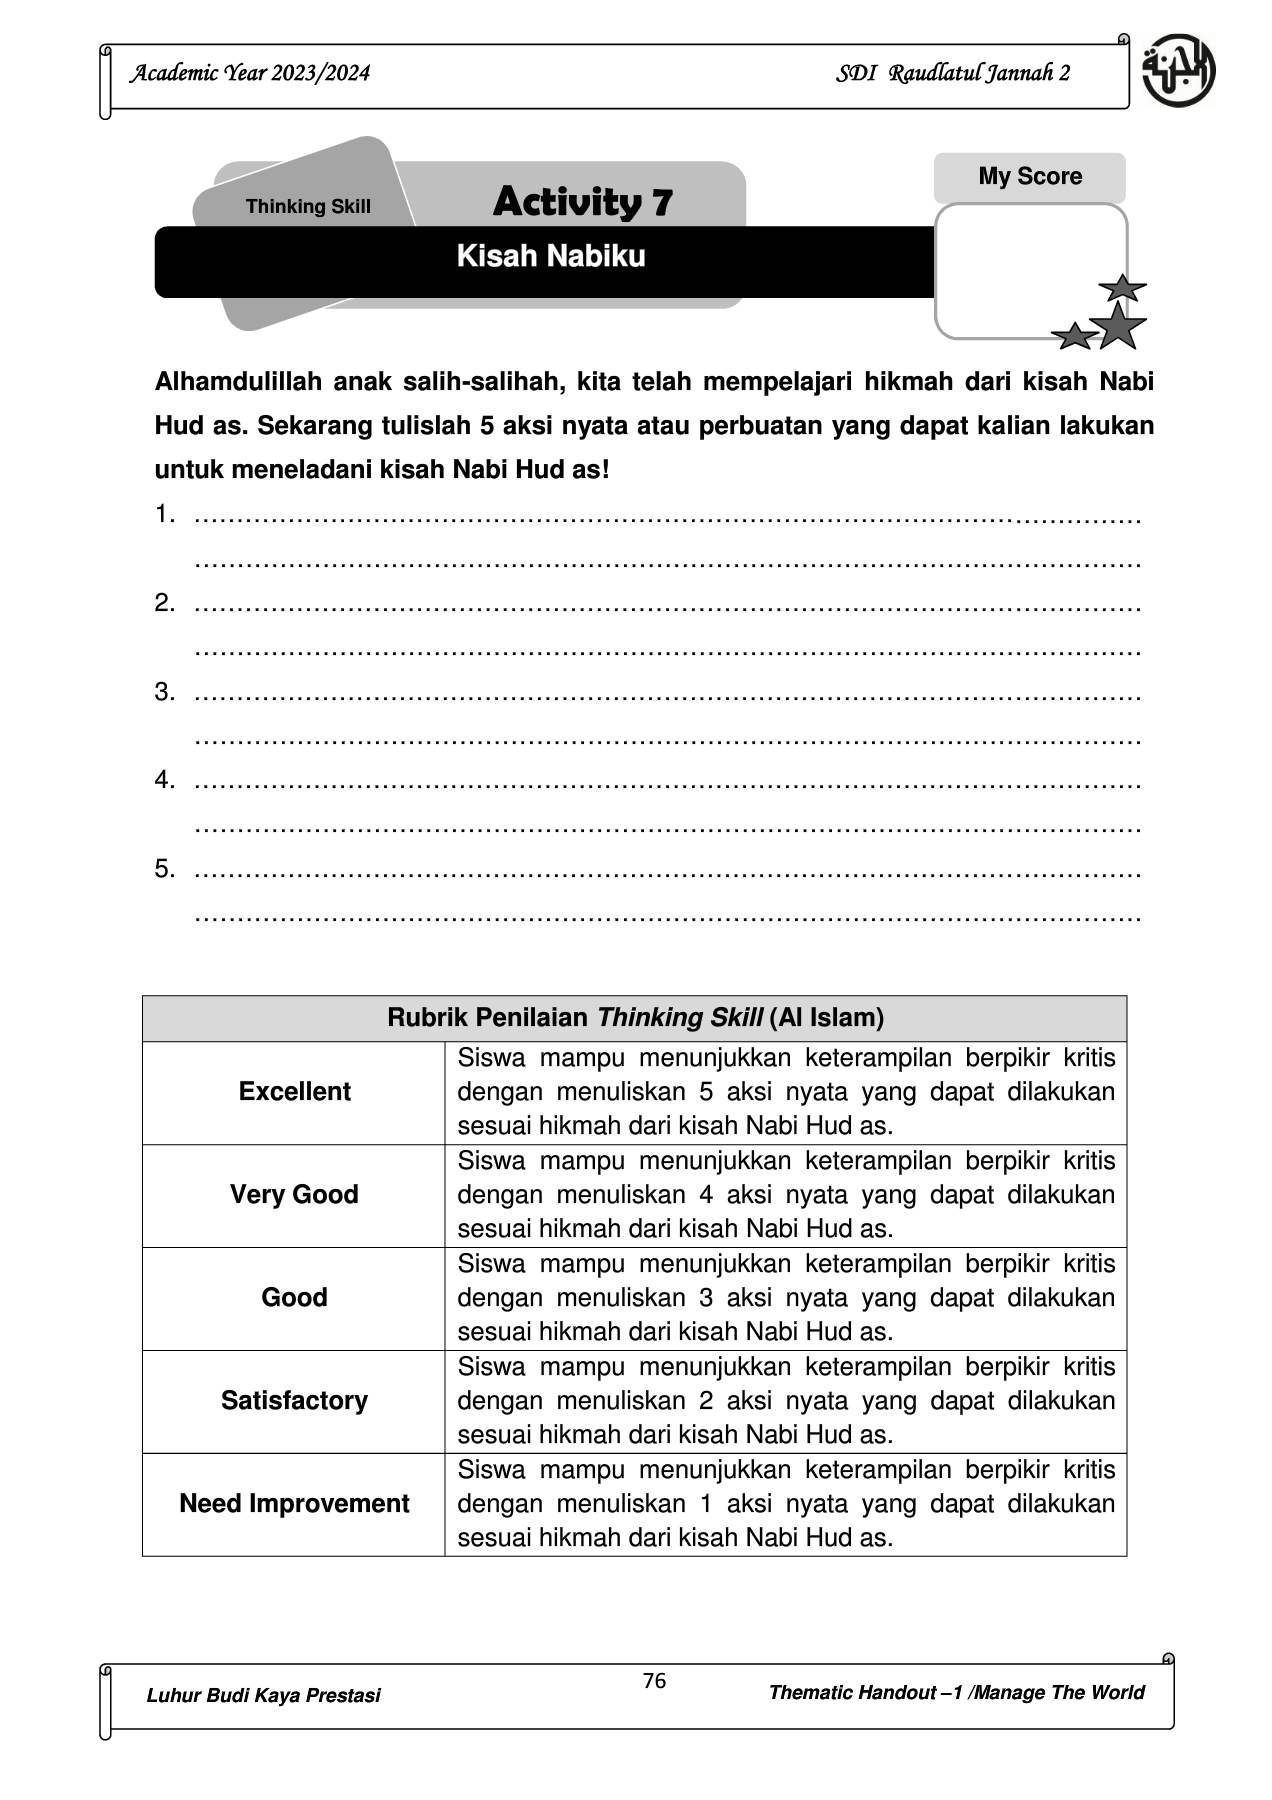 Academic Year 2023/2024
SDI Raudlatul Jannah 2
My Score
Thinking Skill
Activity 7
Kisah Nabiku
Alhamdulillah anak salih-salihah, kita telah mempelajari hikmah dari kisah Nabi
Hud as. Sekarang tulislah 5 aksi nyata atau perbuatan yang dapat kalian lakukan
untuk meneladani kisah Nabi Hud as!
1. ……………………………………………………………………………………………
……………………………………………………………………………………………
2. ……………………………………………………………………………………………
……………………………………………………………………………………………
3. ……………………………………………………………………………………………
……………………………………………………………………………………………
4. ……………………………………………………………………………………………
……………………………………………………………………………………………
5. ……………………………………………………………………………………………
……………………………………………………………………………………………
Rubrik Penilaian Thinking Skill (Al Islam)
Excellent
Siswa mampu menunjukkan keterampilan berpikir kritis
dengan menuliskan 5 aksi nyata yang dapat dilakukan
sesuai hikmah dari kisah Nabi Hud as.
Very Good
Siswa mampu menunjukkan keterampilan berpikir kritis
dengan menuliskan 4 aksi nyata yang dapat dilakukan
sesuai hikmah dari kisah Nabi Hud as.
Good
Siswa mampu menunjukkan keterampilan berpikir kritis
dengan menuliskan 3 aksi nyata yang dapat dilakukan
sesuai hikmah dari kisah Nabi Hud as.
Satisfactory
Siswa mampu menunjukkan keterampilan berpikir kritis
dengan menuliskan 2 aksi nyata yang dapat dilakukan
sesuai hikmah dari kisah Nabi Hud as.
Need Improvement
Siswa mampu menunjukkan keterampilan berpikir kritis
dengan menuliskan 1 aksi nyata yang dapat dilakukan
sesuai hikmah dari kisah Nabi Hud as.
Luhur Budi Kaya Prestasi
76
Thematic Handout –1 /Manage The World